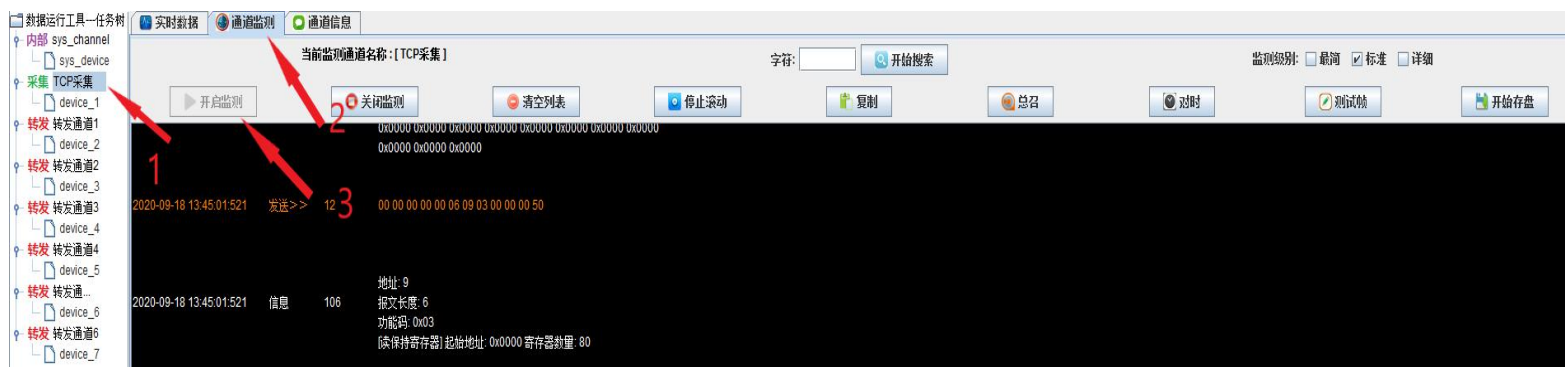 数据运行工具---任务树
内部 sys_channel
sys_device
采集 TCP采集
device_1
转发 转发通道1
device_2
转发 转发通道2
device_3
转发 转发通道3
device_4
转发 转发通道4
device_5
转发 转发通...
device_6
转发 转发通道6
device_7
实时数据 通道监测 通道信息
当前监测通道名称:[TCP采集] 字符: 开始搜索 监测级别: 最简 标准 详细
开启监测 关闭监测 清空列表 停止滚动 复制 总召 对时 测试帧 开始存盘
0x0000 0x0000 0x0000 0x0000 0x0000 0x0000 0x0000 0x0000
0x0000 0x0000 0x0000
2020-09-18 13:45:01:521 发送>> 12 00 00 00 00 00 06 09 03 00 00 00 50
地址: 9
2020-09-18 13:45:01:521 信息 106 报文长度: 6
功能码: 0x03
[读保持寄存器] 起始地址: 0x0000 寄存器数量: 80
1
2
3